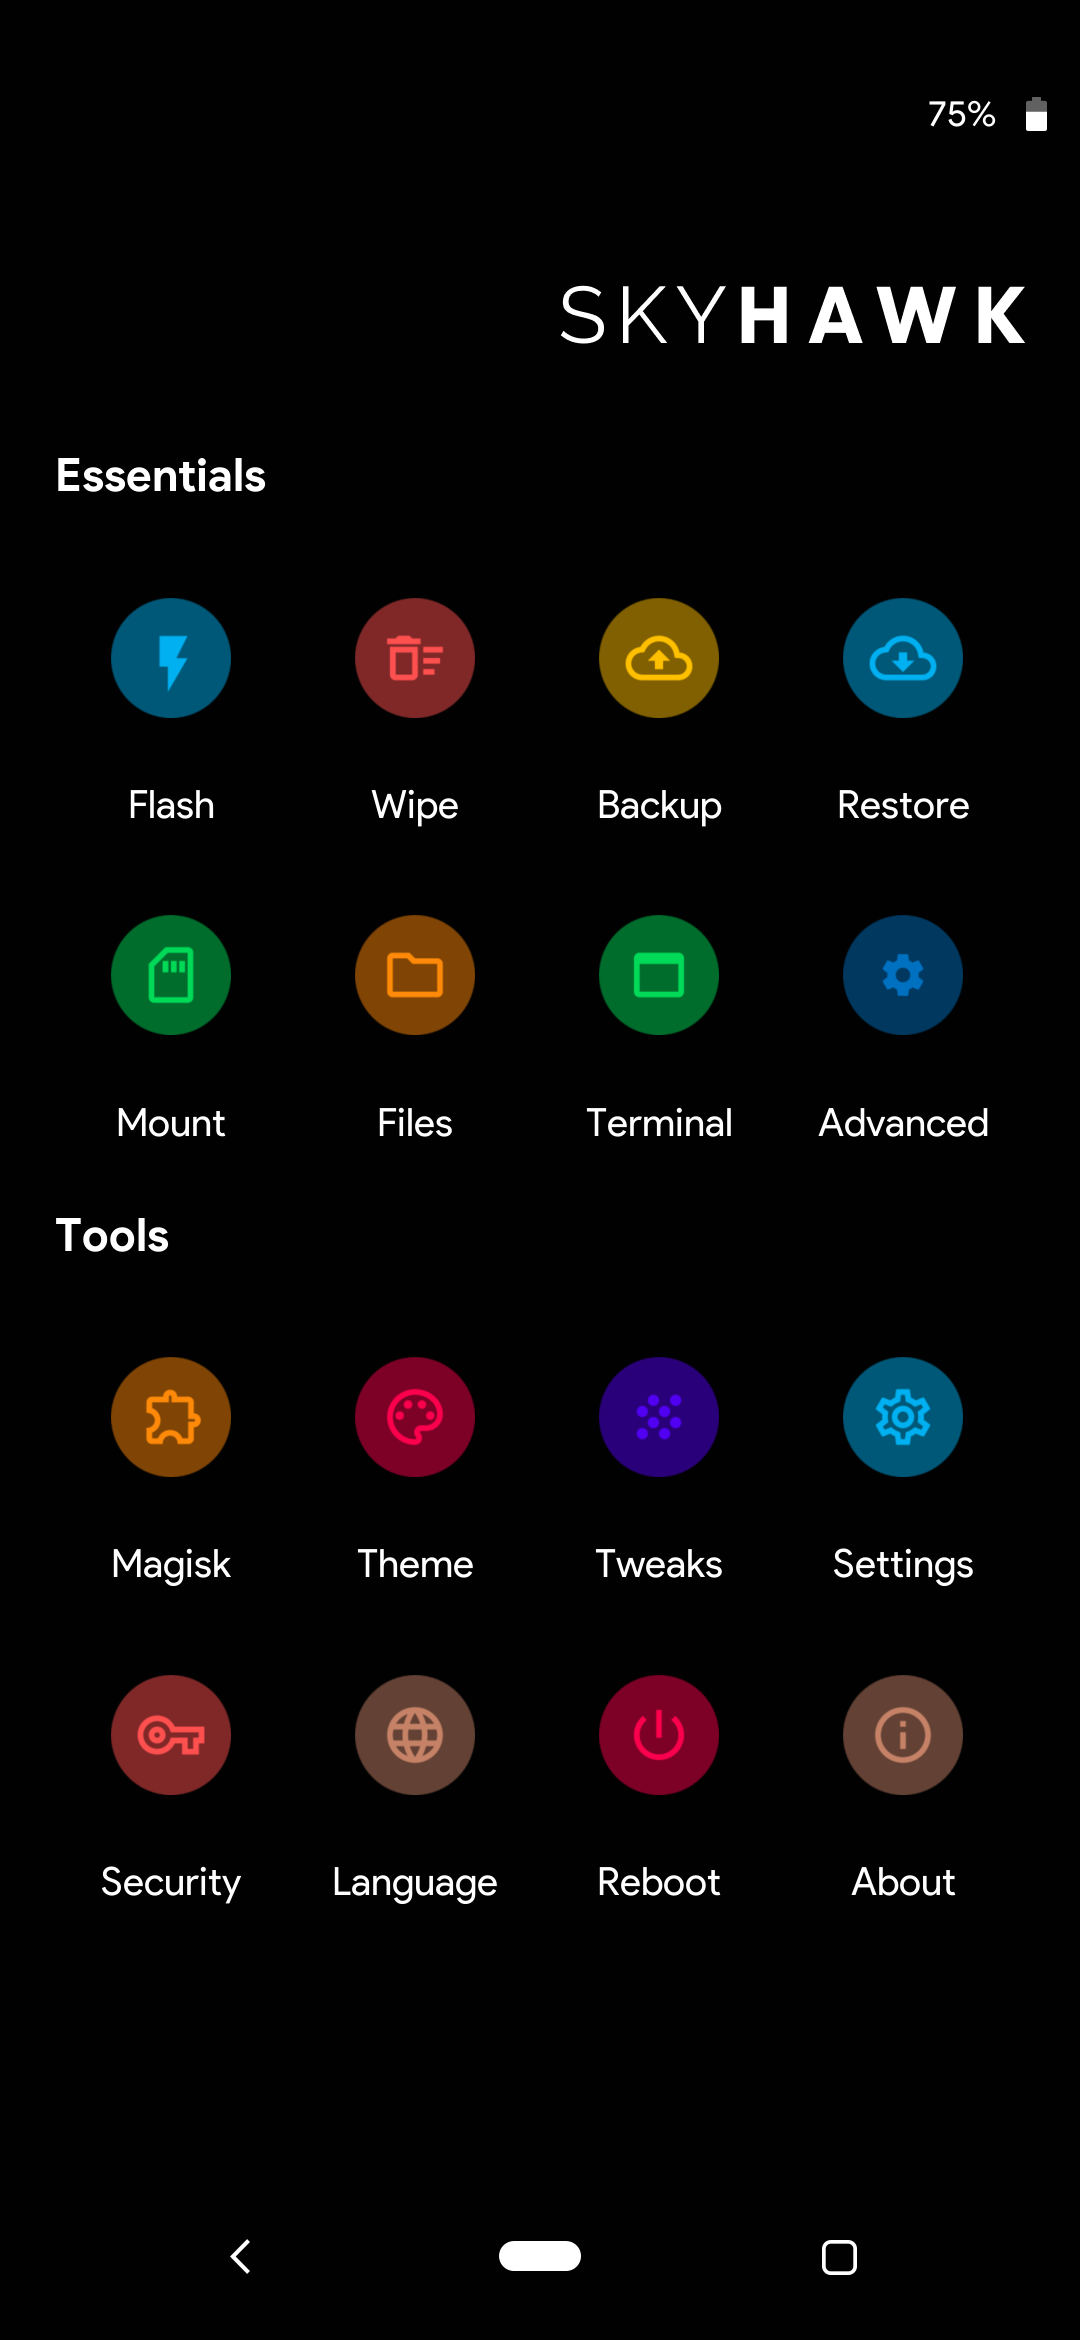 75%
SKYHAWK
Essentials
Flash Wipe Backup Restore
Mount Files Terminal Advanced
Tools
Magisk Theme Tweaks Settings
Security Language Reboot About